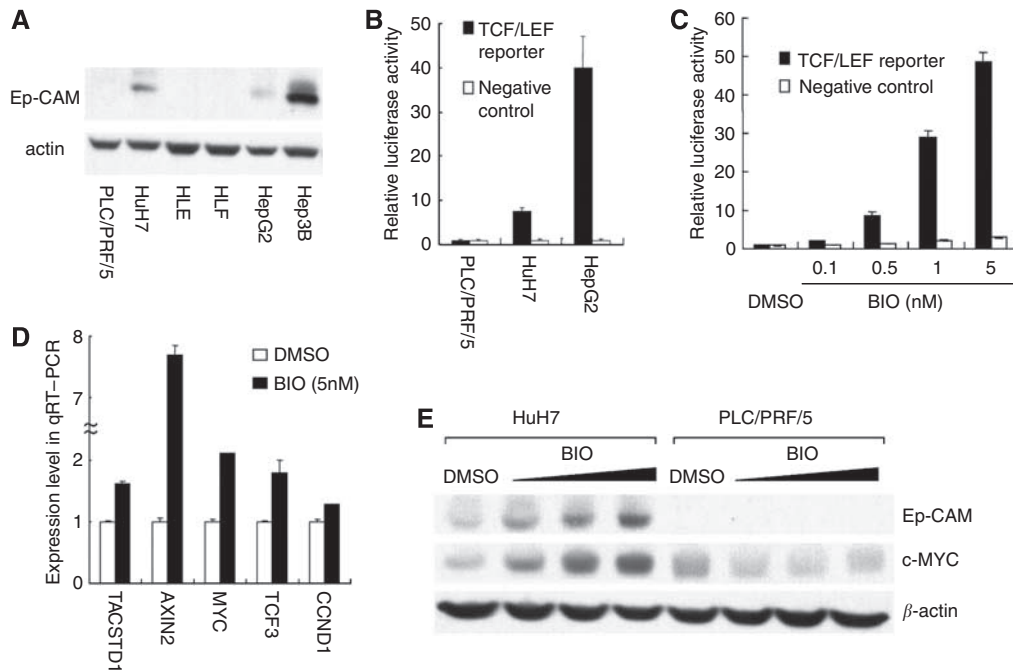 A
Ep-CAM
actin
PLC/PRF/5
HuH7
HLE
HLF
HepG2
Hep3B
B
Relative luciferase activity
50
40
30
20
10
0
TCF/LEF
reporter
Negative
control
PLC/PRF/5
HuH7
HepG2
C
Relative luciferase activity
60
50
40
30
20
10
0
TCF/LEF reporter
Negative control
0.1 0.5 1 5
DMSO BIO (nM)
D
Expression level in qRT–PCR
8
7
≈
2
1
0
DMSO
BIO (5nM)
TACSTD1
AXIN2
MYC
TCF3
CCND1
E
HuH7 PLC/PRF/5
BIO BIO
DMSO DMSO
Ep-CAM
c-MYC
β-actin